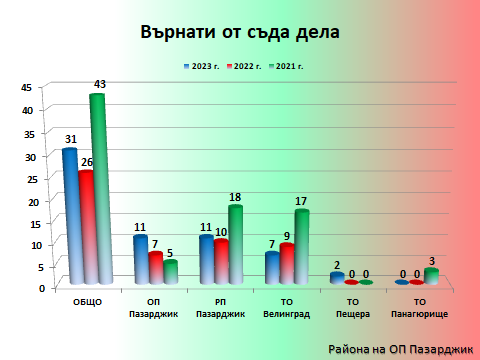 Върнати от съда дела
2023 г. 2022 г. 2021 г.
45
40
35
30
25
20
15
10
5
0
31 26 43
11 7 5
11 10 18
7 9 17
2 0 0
0 0 3
ОБЩО
ОП
Пазарджик
РП
Пазарджик
ТО
Велинград
ТО
Пещера
ТО
Панагюрище
Района на ОП Пазарджик